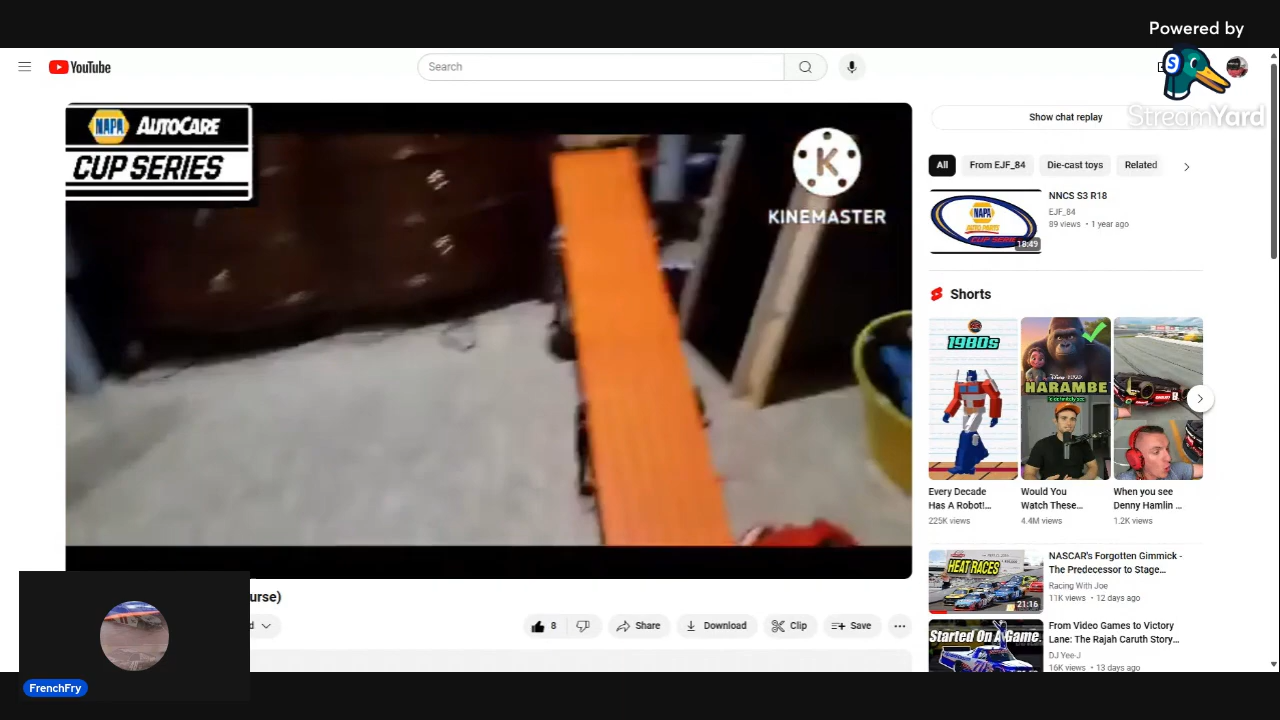 Powered by
StreamYard
YouTube
Search
NAPA AUTOCARE
CUP SERIES
K
KINEMASTER
Show chat replay
All
From EJF_84
Die-cast toys
Related
NNCS S3 R18
EJF_84
89 views • 1 year ago
NAPA
AUTO PARTS
CUP SERIES
18:49
Shorts
1980s
HARAMBE
Every Decade
Has A Robot!...
225K views
Would You
Watch These...
4.4M views
When you see
Denny Hamlin ...
1.2K views
HEAT RACES
21:16
NASCAR's Forgotten Gimmick -
The Predecessor to Stage...
Racing With Joe
11K views • 12 days ago
Started On A Game.
From Video Games to Victory
Lane: The Rajah Caruth Story...
DJ Yee-J
16K views • 13 days ago
urse)
d
8
Share
Download
Clip
Save
FrenchFry